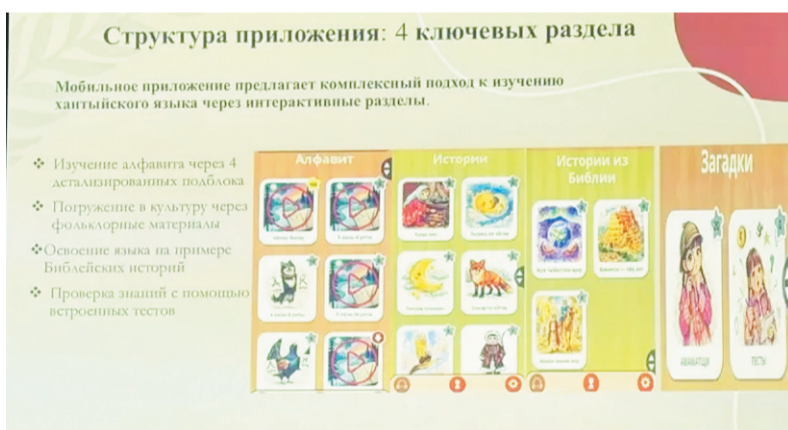 Структура приложения: 4 ключевых раздела
Мобильное приложение предлагает комплексный подход к изучению
хантыйского языка через интерактивные разделы.
❖ Изучение алфавита через 4
детализированных подблока
❖ Погружение в культуру через
фольклорные материалы
❖Освоение языка на примере
Библейских историй
❖ Проверка знаний с помощью
встроенных тестов
Алфавит
Истории
Истории из
Библии
Загадки
ТЕСТЫ